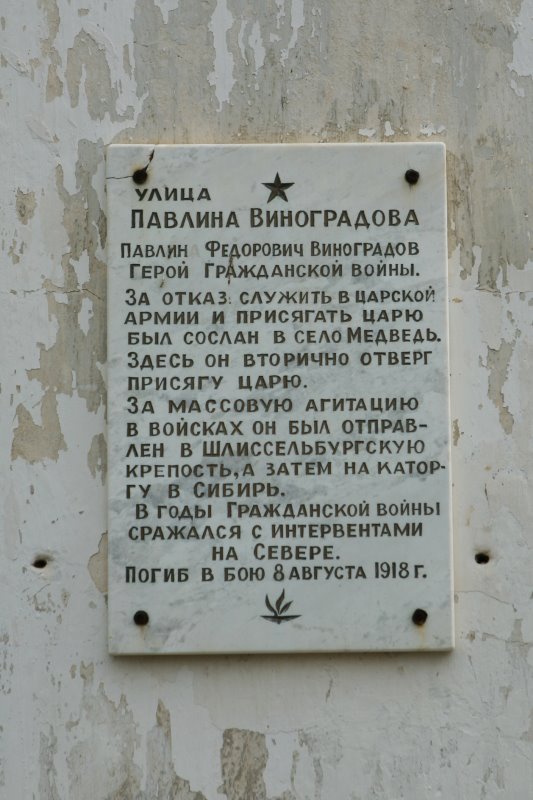 УЛИЦА
ПАВЛИНА ВИНОГРАДОВА
ПАВЛИН ФЕДОРОВИЧ ВИНОГРАДОВ
ГЕРОЙ ГРАЖДАНСКОЙ ВОЙНЫ.
ЗА ОТКАЗ СЛУЖИТЬ В ЦАРСКОЙ
АРМИИ И ПРИСЯГАТЬ ЦАРЮ
БЫЛ СОСЛАН В СЕЛО МЕДВЕДЬ.
ЗДЕСЬ ОН ВТОРИЧНО ОТВЕРГ
ПРИСЯГУ ЦАРЮ.
ЗА МАССОВУЮ АГИТАЦИЮ
В ВОЙСКАХ ОН БЫЛ ОТПРАВ-
ЛЕН В ШЛИССЕЛЬБУРГСКУЮ
КРЕПОСТЬ, А ЗАТЕМ НА КАТОР-
ГУ В СИБИРЬ.
В ГОДЫ ГРАЖДАНСКОЙ ВОЙНЫ
СРАЖАЛСЯ С ИНТЕРВЕНТАМИ
НА СЕВЕРЕ.
ПОГИБ В БОЮ 8 АВГУСТА 1918 Г.